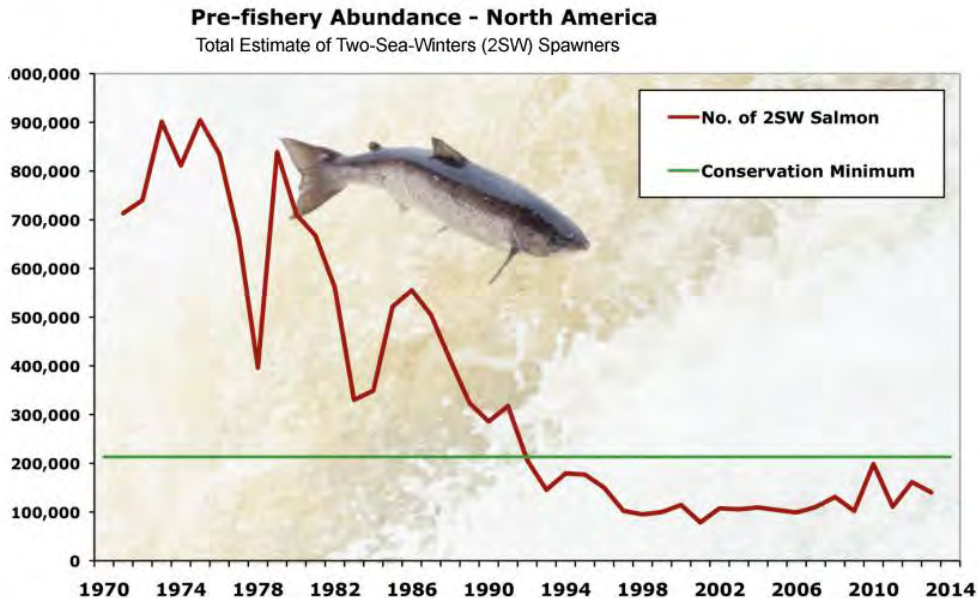 Pre-fishery Abundance - North America
Total Estimate of Two-Sea-Winters (2SW) Spawners
,000,000
900,000
800,000
700,000
600,000
500,000
400,000
300,000
200,000
100,000
0
No. of 2SW Salmon
Conservation Minimum
1970 1974 1978 1982 1986 1990 1994 1998 2002 2006 2010 2014